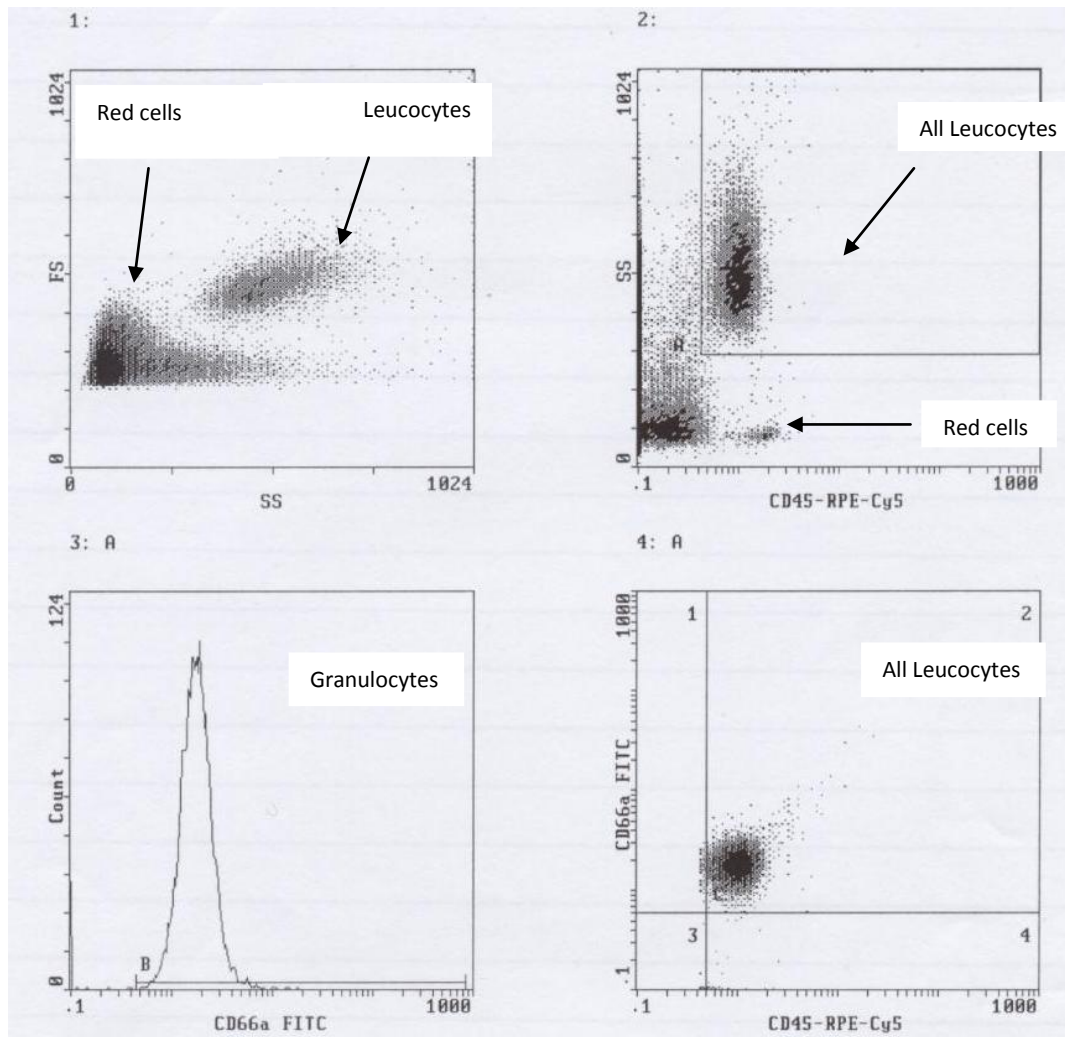 1:
1024
FS
0
Red cells
Leucocytes
0
1024
SS
2:
1024
SS
0
All Leucocytes
A
Red cells
.1
1000
CD45-RPE-Cy5
3: A
124
Count
0
Granulocytes
B
.1
1000
CD66a FITC
4: A
1000
CD66a FITC
.1
1
2
All Leucocytes
3
4
.1
1000
CD45-RPE-Cy5